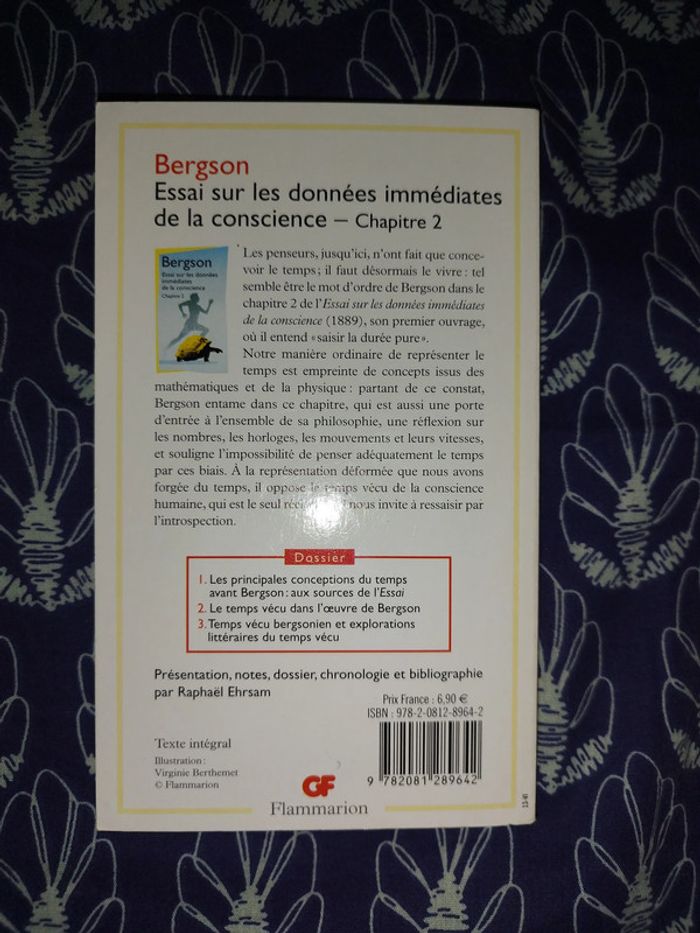 Bergson
Essai sur les données immédiates
de la conscience – Chapitre 2
Bergson
Essai sur les données
immédiates
de la conscience
Chapitre 2
Les penseurs, jusqu'ici, n'ont fait que conce-
voir le temps ; il faut désormais le vivre : tel
semble être le mot d'ordre de Bergson dans le
chapitre 2 de l'Essai sur les données immédiates
de la conscience (1889), son premier ouvrage,
où il entend « saisir la durée pure ».
Notre manière ordinaire de représenter le
temps est empreinte de concepts issus des
mathématiques et de la physique : partant de ce constat,
Bergson entame dans ce chapitre, qui est aussi une porte
d'entrée à l'ensemble de sa philosophie, une réflexion sur
les nombres, les horloges, les mouvements et leurs vitesses,
et souligne l'impossibilité de penser adéquatement le temps
par ces biais. À la représentation déformée que nous avons
forgée du temps, il oppose le temps vécu de la conscience
humaine, qui est le seul nous invite à ressaisir par
l'introspection.
Dossier
1. Les principales conceptions du temps
avant Bergson : aux sources de l'Essai
2. Le temps vécu dans l'œuvre de Bergson
3. Temps vécu bergsonien et explorations
littéraires du temps vécu
Présentation, notes, dossier, chronologie et bibliographie
par Raphaël Ehrsam
Prix France : 6,90 €
ISBN : 978-2-0812-8964-2
Texte intégral
Illustration :
Virginie Berthemet
© Flammarion
9 782081 289642
GF
Flammarion